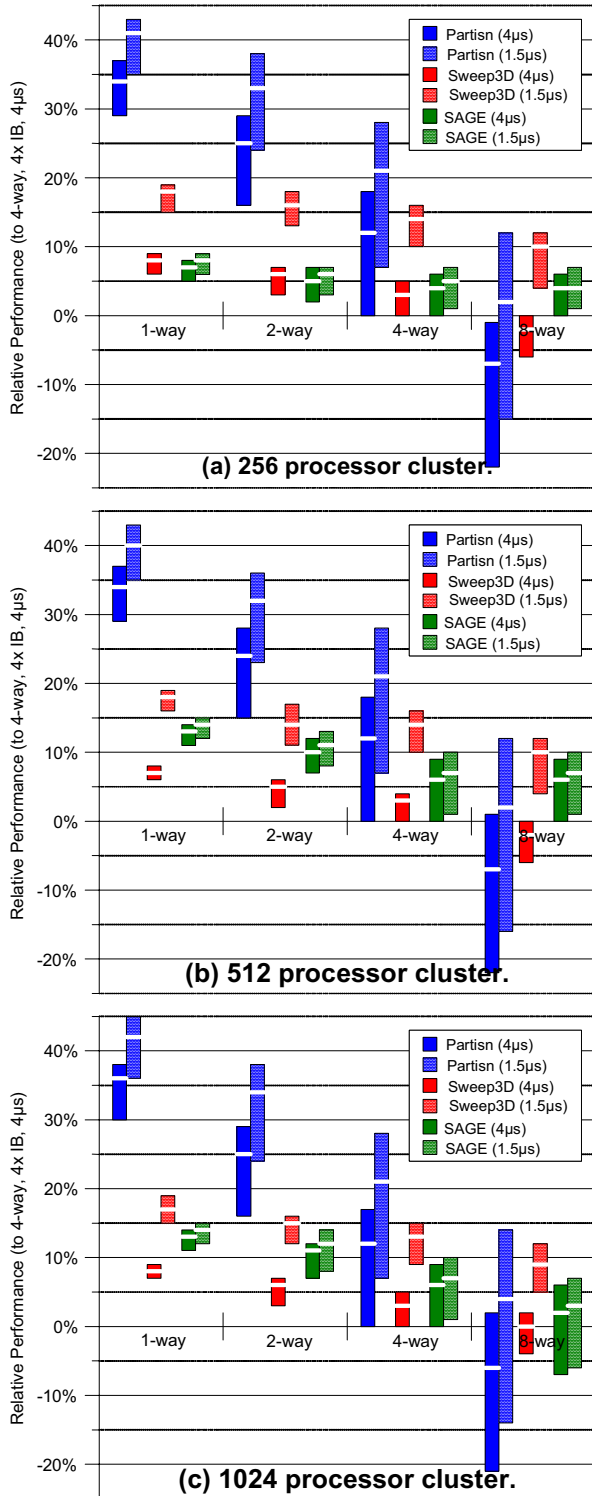 Relative Performance (to 4-way, 4x IB, 4µs)
40%
30%
20%
10%
0%
-10%
-20%
Partisn (4µs)
Partisn (1.5µs)
Sweep3D (4µs)
Sweep3D (1.5µs)
SAGE (4µs)
SAGE (1.5µs)
1-way
2-way
4-way
8-way
(a) 256 processor cluster.
Relative Performance (to 4-way, 4x IB, 4µs)
40%
30%
20%
10%
0%
-10%
-20%
Partisn (4µs)
Partisn (1.5µs)
Sweep3D (4µs)
Sweep3D (1.5µs)
SAGE (4µs)
SAGE (1.5µs)
1-way
2-way
4-way
8-way
(b) 512 processor cluster.
Relative Performance (to 4-way, 4x IB, 4µs)
40%
30%
20%
10%
0%
-10%
-20%
Partisn (4µs)
Partisn (1.5µs)
Sweep3D (4µs)
Sweep3D (1.5µs)
SAGE (4µs)
SAGE (1.5µs)
1-way
2-way
4-way
8-way
(c) 1024 processor cluster.